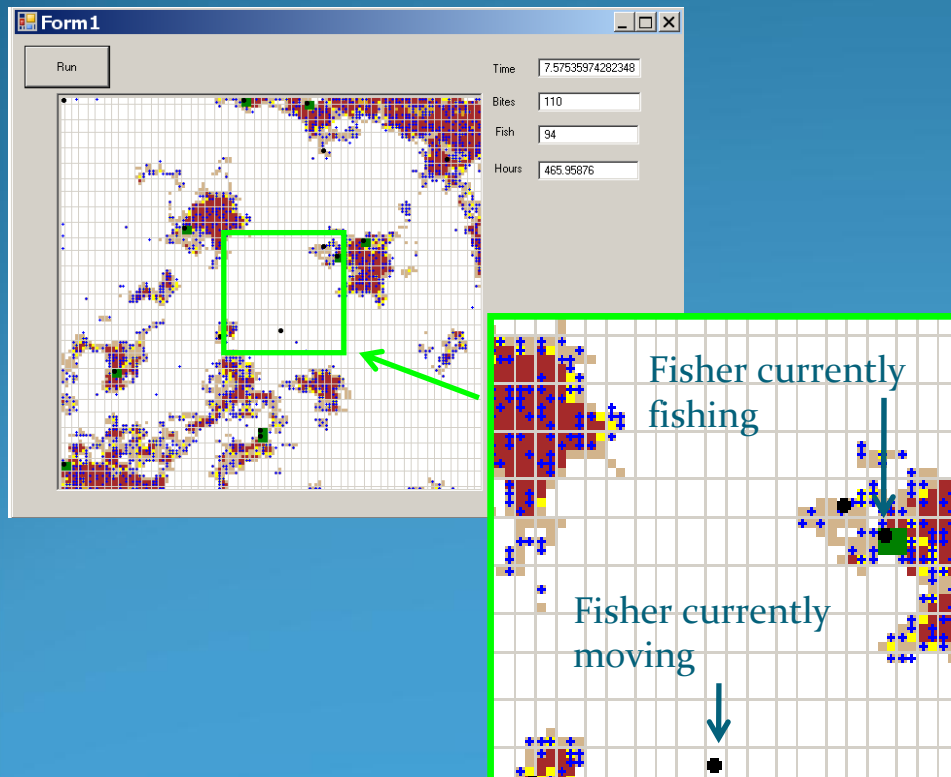 Form1
Run
Time 7.57535974282348
Bites 110
Fish 94
Hours 465.95876
Fisher currently
fishing
Fisher currently
moving